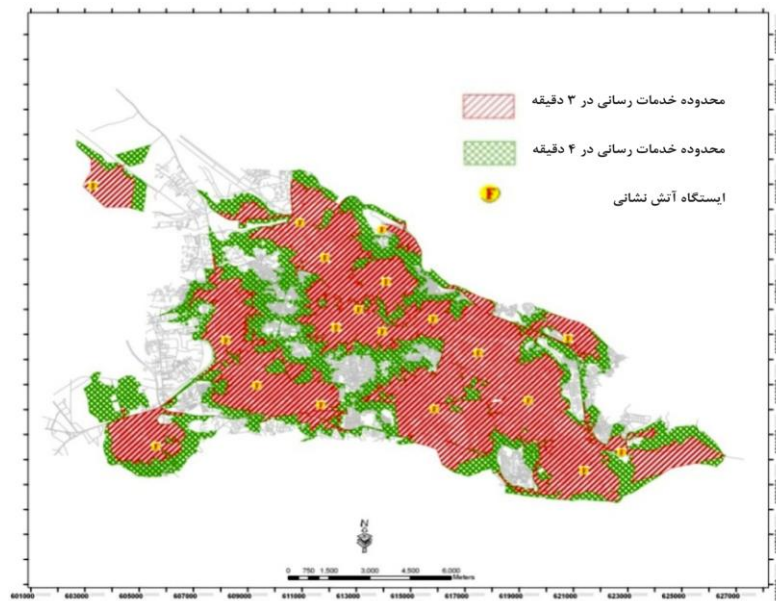 محدوده خدمات رسانی در ۳ دقیقه
محدوده خدمات رسانی در ۴ دقیقه
ایستگاه آتش نشانی
N
0 750 1,500 3,000 4,500 6,000
Meters
601000 603000 605000 607000 609000 611000 613000 615000 617000 619000 621000 623000 625000 627000